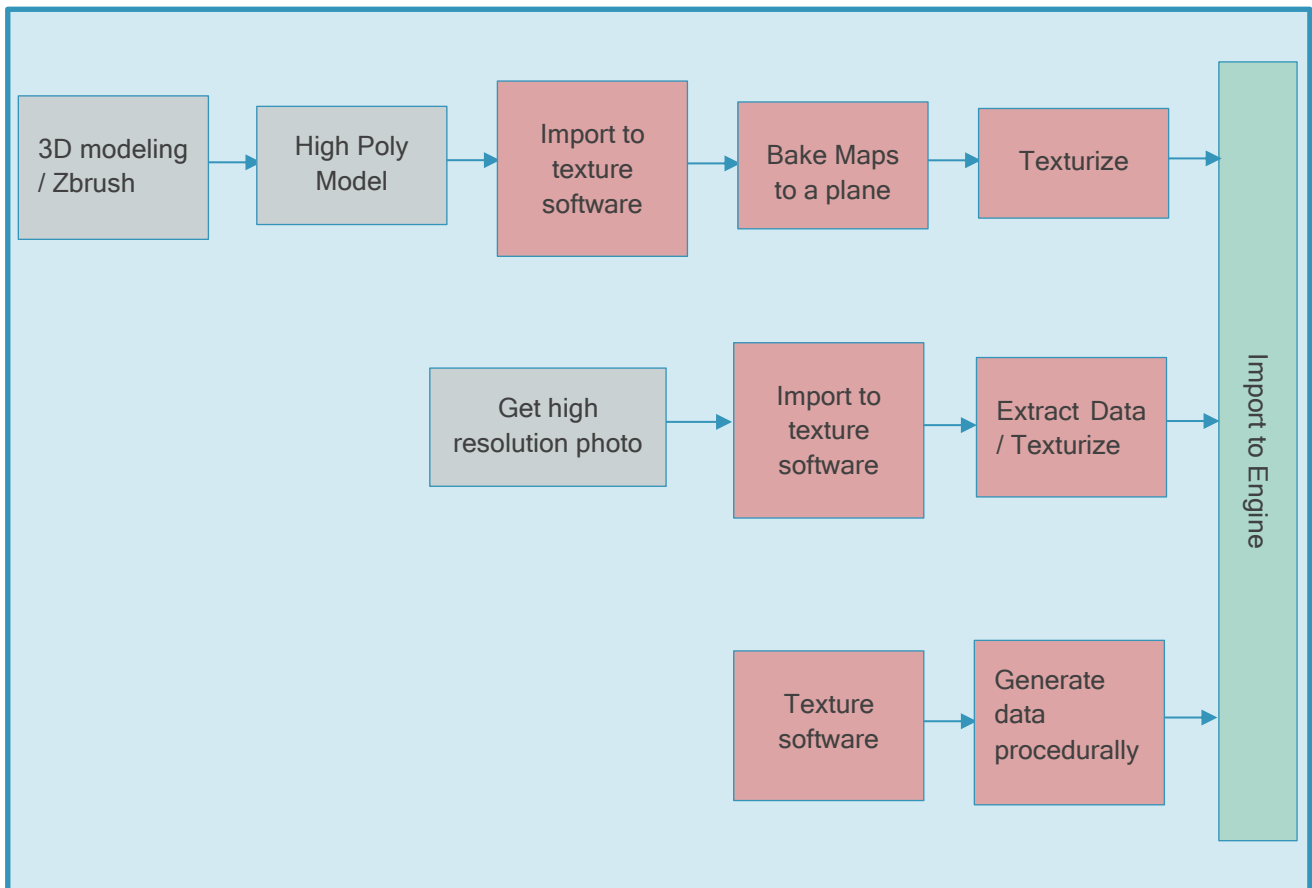 3D modeling
/ Zbrush
High Poly
Model
Import to
texture
software
Bake Maps
to a plane
Texturize
Get high
resolution photo
Import to
texture
software
Extract Data
/ Texturize
Texture
software
Generate
data
procedurally
Import to Engine